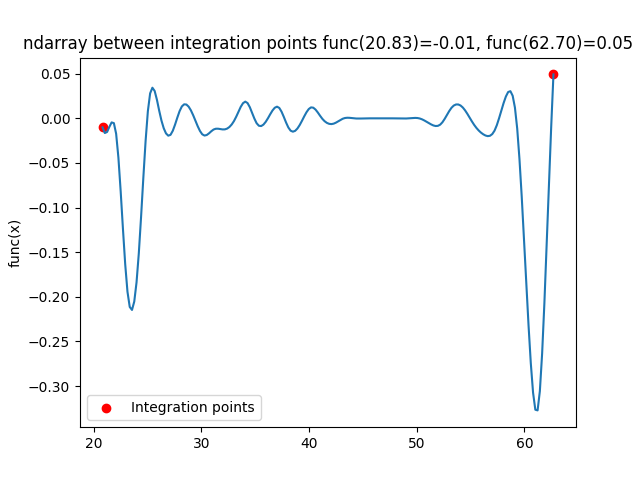 ndarray between integration points func(20.83)=-0.01, func(62.70)=0.05
0.05
0.00
−0.05
−0.10
−0.15
−0.20
−0.25
−0.30
func(x)
Integration points
20 30 40 50 60